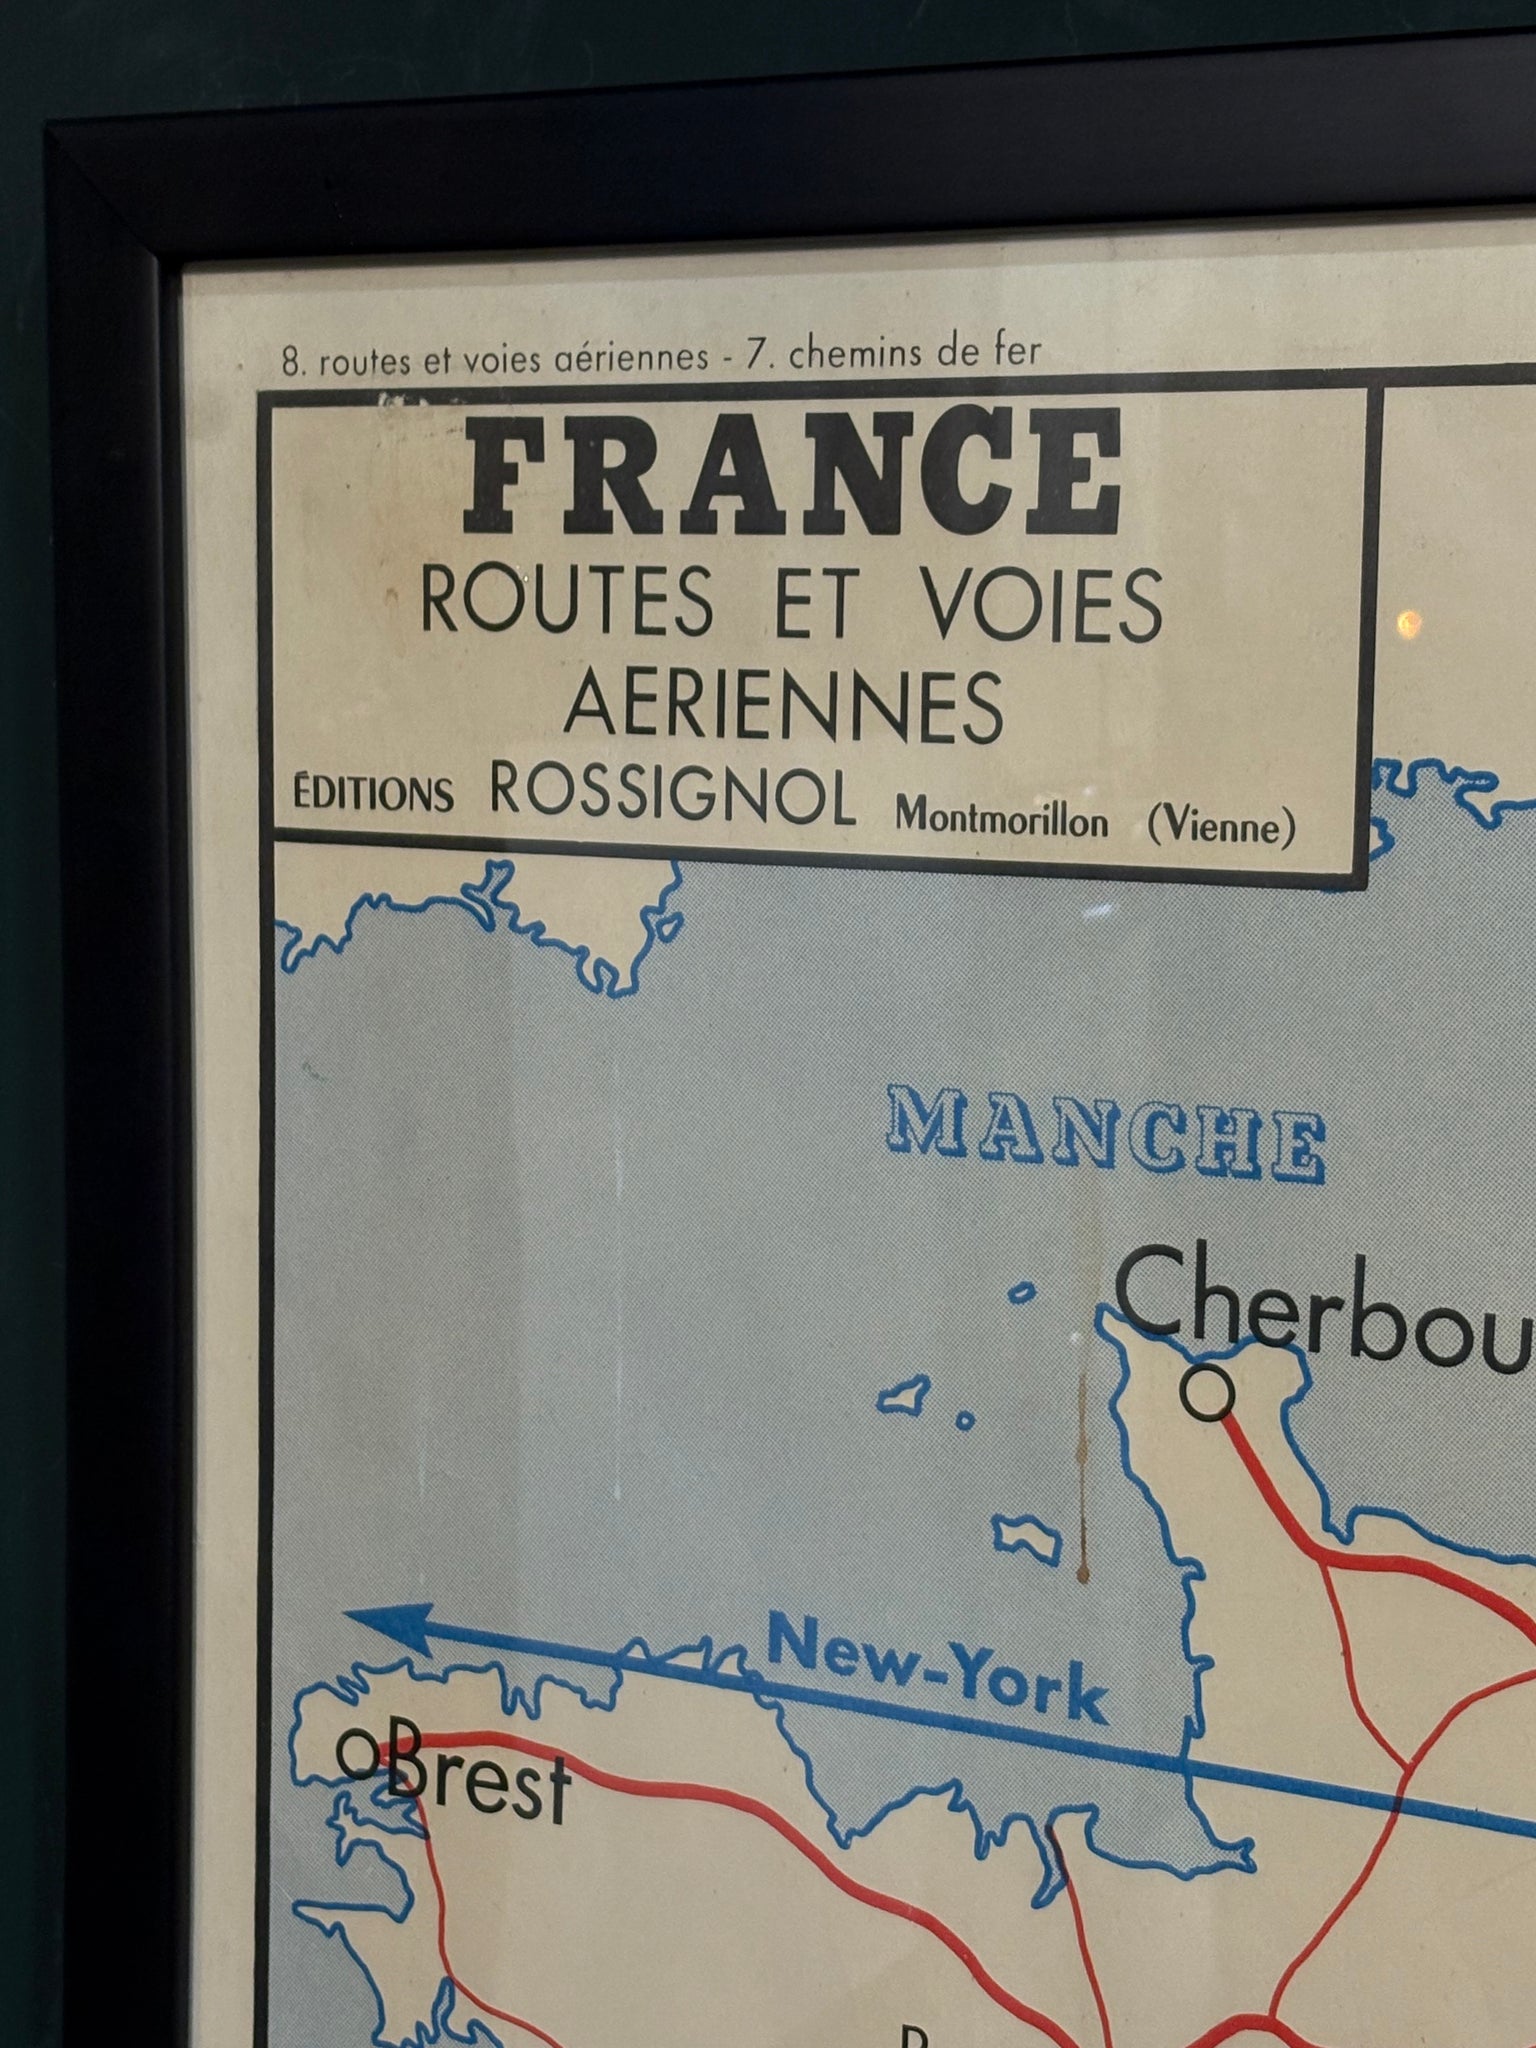 8. routes et voies aériennes - 7. chemins de fer
FRANCE
ROUTES ET VOIES
AERIENNES
ÉDITIONS ROSSIGNOL Montmorillon (Vienne)
MANCHE
Cherbou
New-York
Brest